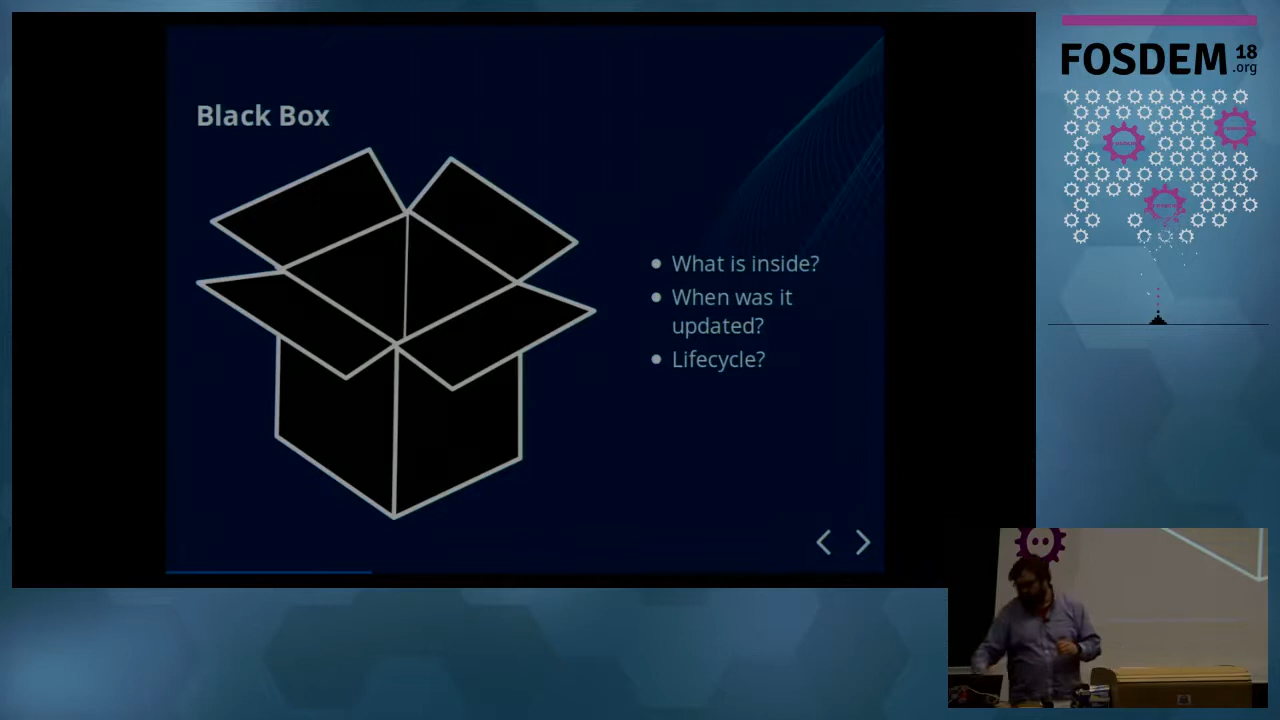 Black Box
What is inside?
When was it
updated?
Lifecycle?
FOSDEM 18
.org